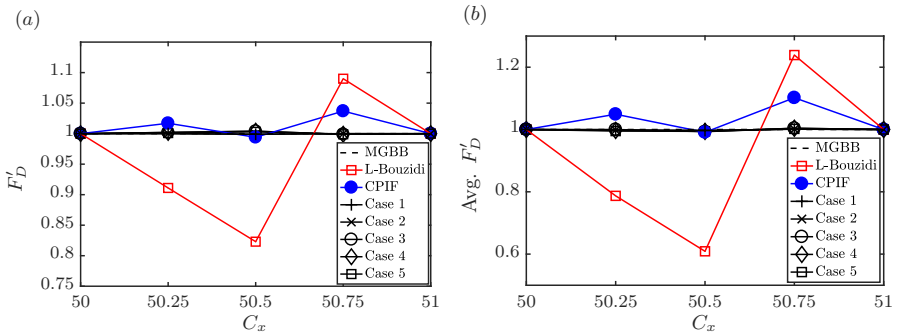 (a)
1.1
1.05
1
0.95
0.9
0.85
0.8
0.75
F′_D
50 50.25 50.5 50.75 51
C_x
MGBB
L-Bouzidi
CPIF
Case 1
Case 2
Case 3
Case 4
Case 5
(b)
1.2
1
0.8
0.6
Avg. F′_D
50 50.25 50.5 50.75 51
C_x
MGBB
L-Bouzidi
CPIF
Case 1
Case 2
Case 3
Case 4
Case 5